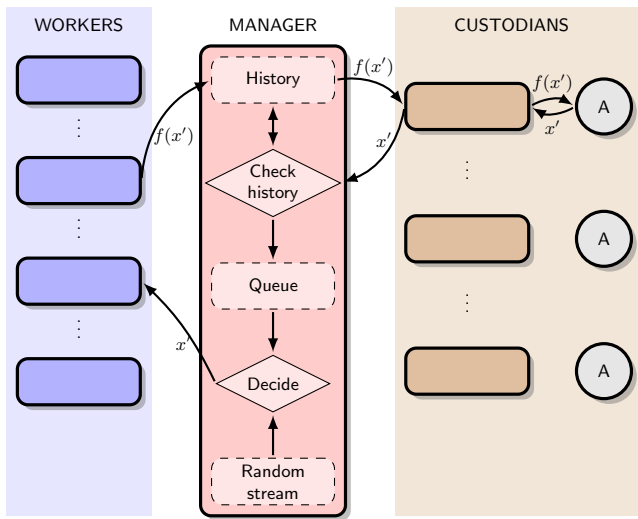 WORKERS
MANAGER
CUSTODIANS
History
f(x′)
f(x′)
A
x′
f(x′)
x′
⋮
⋮
Check
history
⋮
A
Queue
⋮
⋮
x′
Decide
A
Random
stream